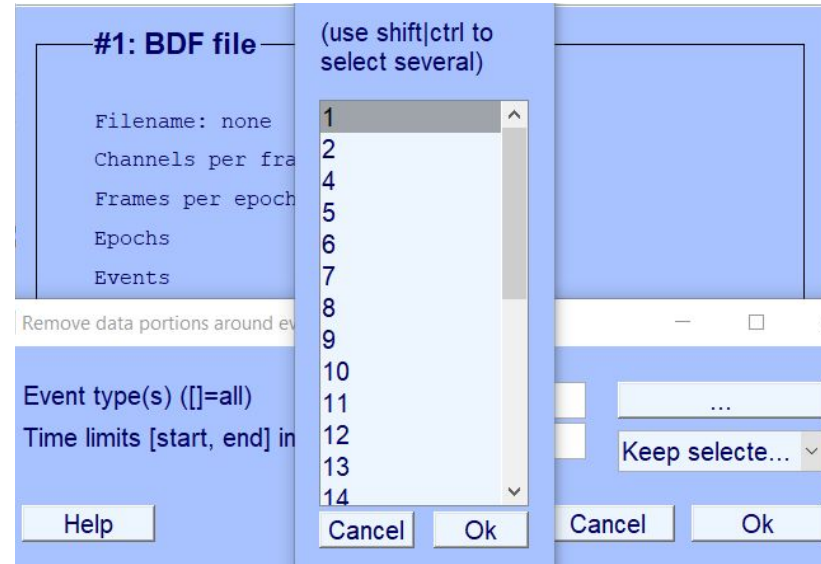 #1: BDF file
Filename: none
Channels per fra
Frames per epoch
Epochs
Events
(use shift|ctrl to
select several)
1
2
4
5
6
7
8
9
10
11
12
13
14
Cancel Ok
Remove data portions around ev
Event type(s) ([]=all)
...
Time limits [start, end] in
Keep selecte...
Help
Cancel Ok